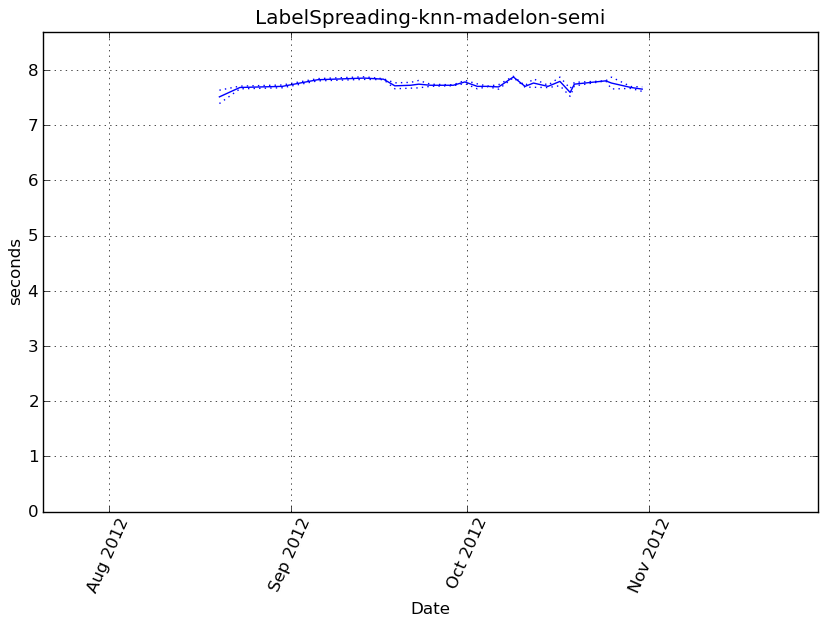 LabelSpreading-knn-madelon-semi
8
7
6
5
4
3
2
1
0
seconds
Aug 2012
Sep 2012
Oct 2012
Nov 2012
Date